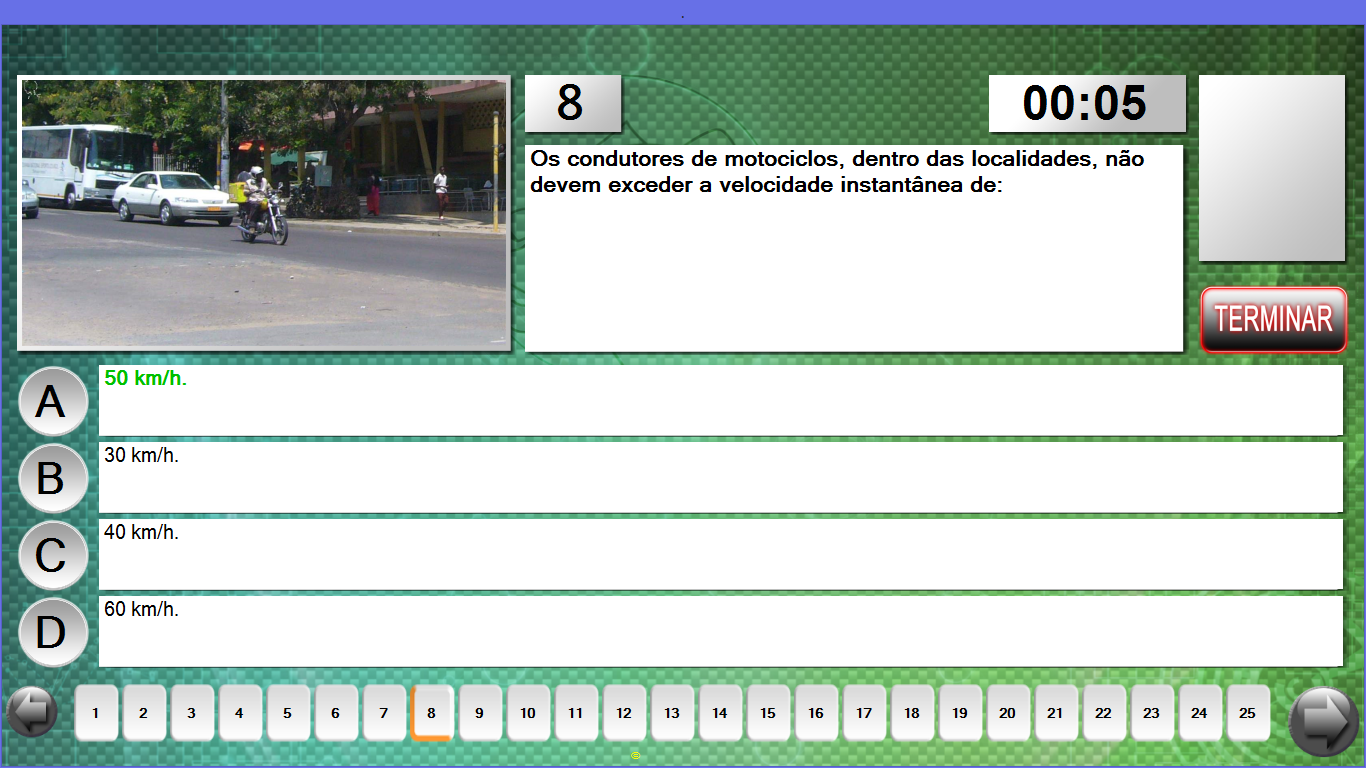 8
00:05
Os condutores de motociclos, dentro das localidades, não
devem exceder a velocidade instantânea de:
TERMINAR
A
50 km/h.
B
30 km/h.
C
40 km/h.
D
60 km/h.
1 2 3 4 5 6 7 8 9 10 11 12 13 14 15 16 17 18 19 20 21 22 23 24 25